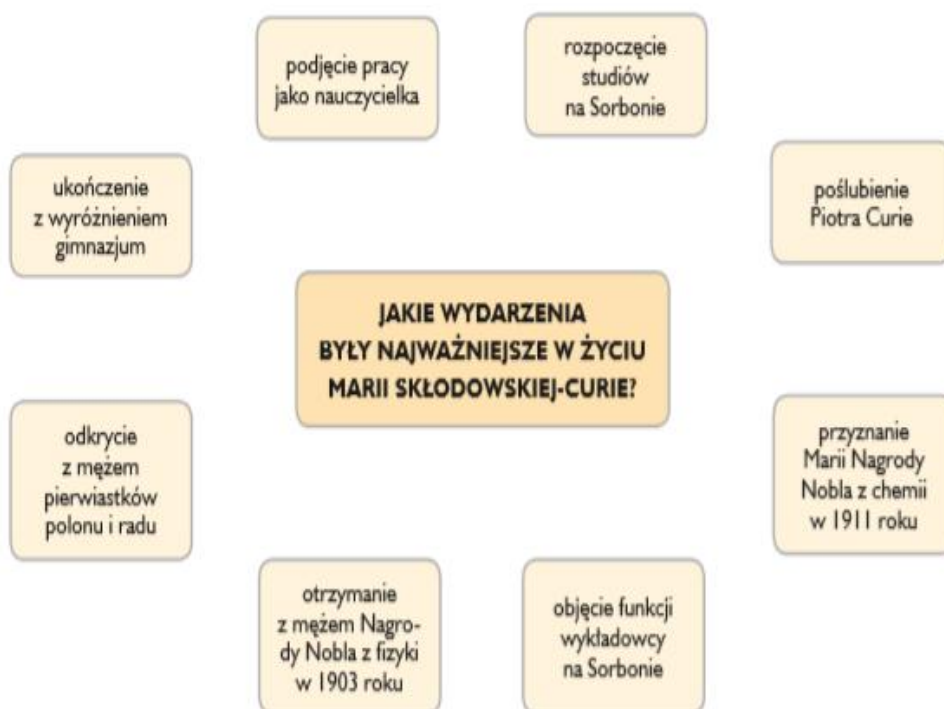 podjęcie pracy
jako nauczycielka
rozpoczęcie
studiów
na Sorbonie
ukończenie
z wyróżnieniem
gimnazjum
poślubienie
Piotra Curie
JAKIE WYDARZENIA
BYŁY NAJWAŻNIEJSZE W ŻYCIU
MARII SKŁODOWSKIEJ-CURIE?
odkrycie
z mężem
pierwiastków
polonu i radu
przyznanie
Marii Nagrody
Nobla z chemii
w 1911 roku
otrzymanie
z mężem Nagro-
dy Nobla z fizyki
w 1903 roku
objęcie funkcji
wykładowcy
na Sorbonie